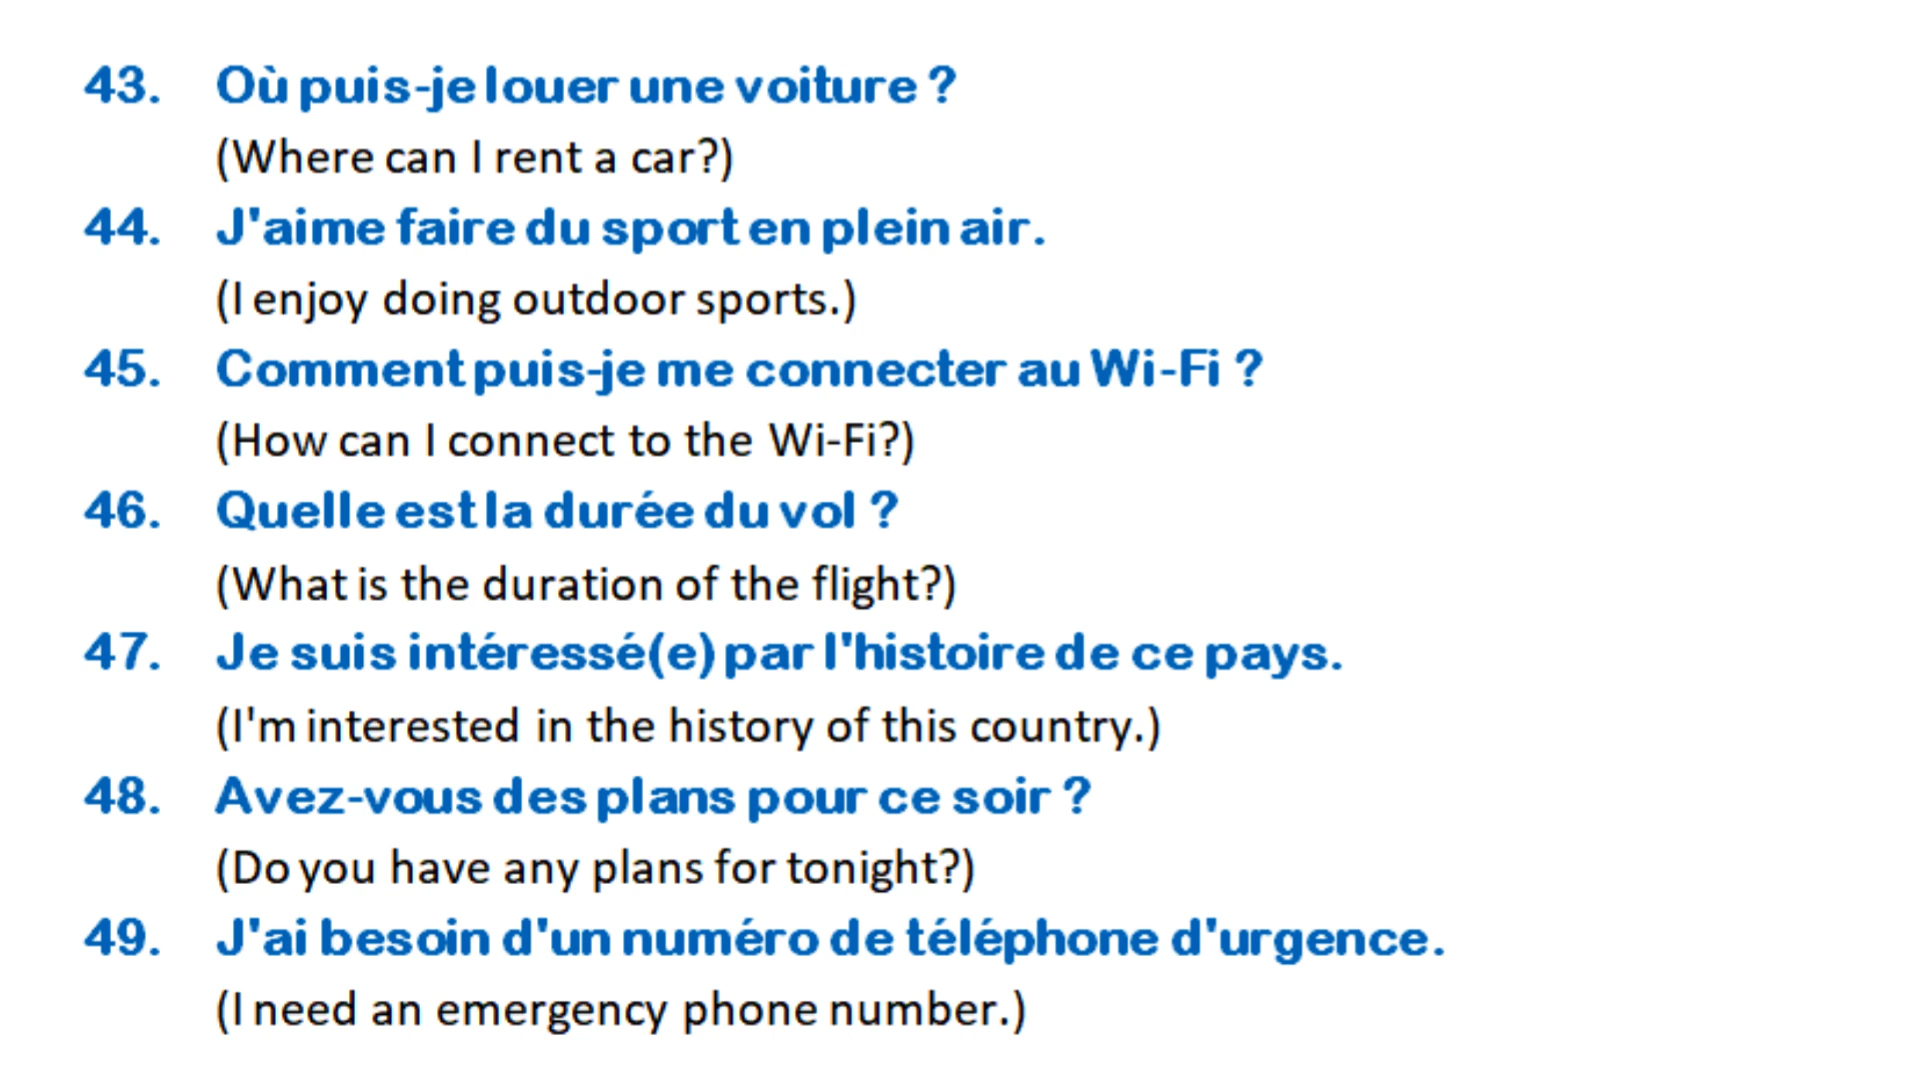 43. Où puis-je louer une voiture ?
(Where can I rent a car?)
44. J'aime faire du sport en plein air.
(I enjoy doing outdoor sports.)
45. Comment puis-je me connecter au Wi-Fi ?
(How can I connect to the Wi-Fi?)
46. Quelle est la durée du vol ?
(What is the duration of the flight?)
47. Je suis intéressé(e) par l'histoire de ce pays.
(I'm interested in the history of this country.)
48. Avez-vous des plans pour ce soir ?
(Do you have any plans for tonight?)
49. J'ai besoin d'un numéro de téléphone d'urgence.
(I need an emergency phone number.)